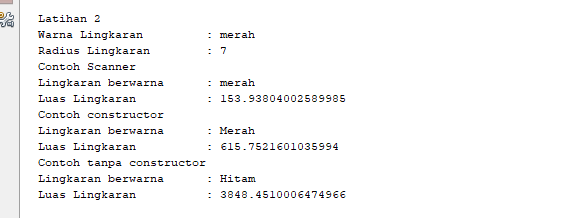 Latihan 2
Warna Lingkaran : merah
Radius Lingkaran : 7
Contoh Scanner
Lingkaran berwarna : merah
Luas Lingkaran : 153.93804002589985
Contoh constructor
Lingkaran berwarna : Merah
Luas Lingkaran : 615.7521601035994
Contoh tanpa constructor
Lingkaran berwarna : Hitam
Luas Lingkaran : 3848.4510006474966